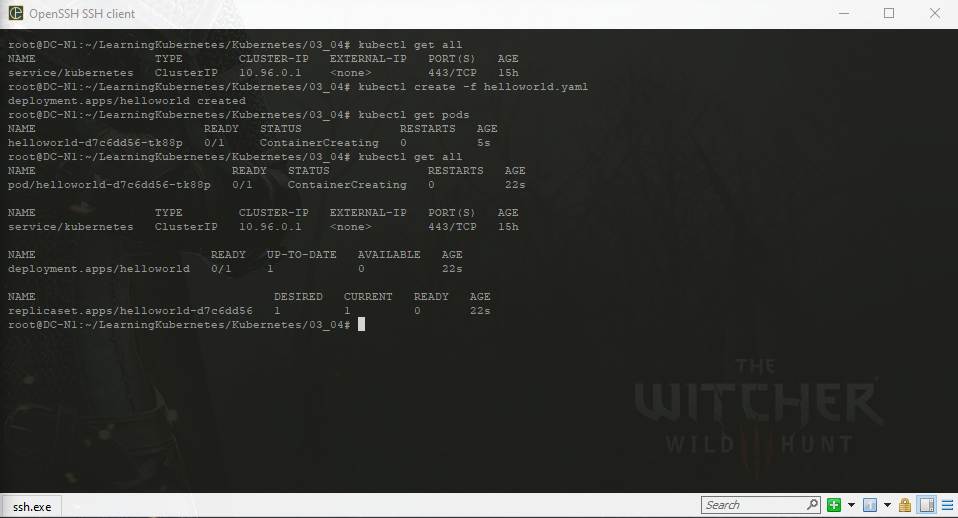 OpenSSH SSH client
root@DC-N1:~/LearningKubernetes/Kubernetes/03_04# kubectl get all
NAME TYPE CLUSTER-IP EXTERNAL-IP PORT(S) AGE
service/kubernetes ClusterIP 10.96.0.1 <none> 443/TCP 15h
root@DC-N1:~/LearningKubernetes/Kubernetes/03_04# kubectl create -f helloworld.yaml
deployment.apps/helloworld created
root@DC-N1:~/LearningKubernetes/Kubernetes/03_04# kubectl get pods
NAME READY STATUS RESTARTS AGE
helloworld-d7c6dd56-tk88p 0/1 ContainerCreating 0 5s
root@DC-N1:~/LearningKubernetes/Kubernetes/03_04# kubectl get all
NAME READY STATUS RESTARTS AGE
pod/helloworld-d7c6dd56-tk88p 0/1 ContainerCreating 0 22s
NAME TYPE CLUSTER-IP EXTERNAL-IP PORT(S) AGE
service/kubernetes ClusterIP 10.96.0.1 <none> 443/TCP 15h
NAME READY UP-TO-DATE AVAILABLE AGE
deployment.apps/helloworld 0/1 1 0 22s
NAME DESIRED CURRENT READY AGE
replicaset.apps/helloworld-d7c6dd56 1 1 0 22s
root@DC-N1:~/LearningKubernetes/Kubernetes/03_04#
THE
WITCHER
WILD HUNT
ssh.exe
Search